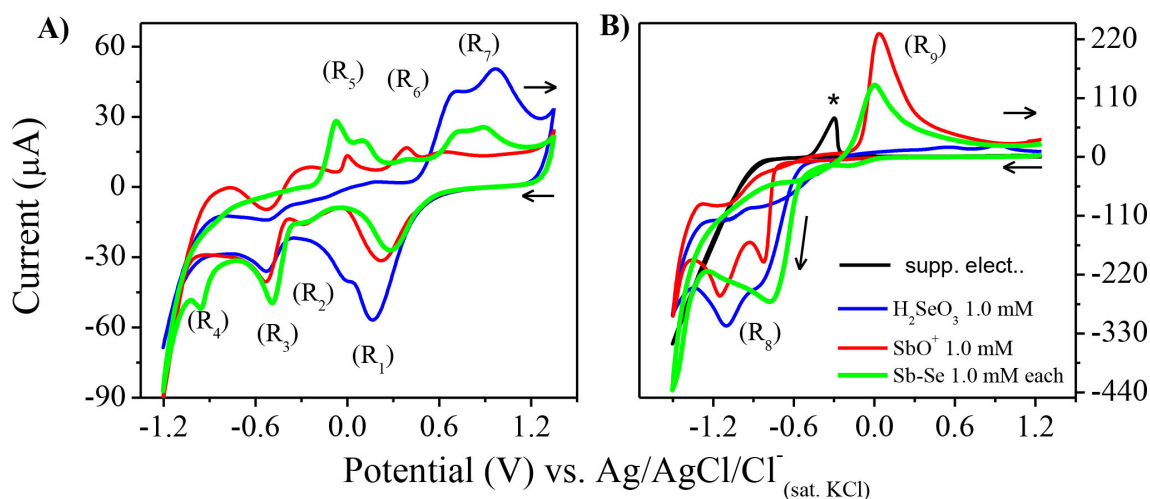 A)
60
30
0
-30
-60
-90
Current (μA)
(R₇)
(R₅)
(R₆)
(R₄)
(R₃)
(R₂)
(R₁)
-1.2 -0.6 0.0 0.6 1.2
B)
*
(R₉)
(R₈)
supp. elect..
H₂SeO₃ 1.0 mM
SbO⁺ 1.0 mM
Sb-Se 1.0 mM each
220
110
0
-110
-220
-330
-440
-1.2 -0.6 0.0 0.6 1.2
Potential (V) vs. Ag/AgCl/Cl⁻(sat. KCl)